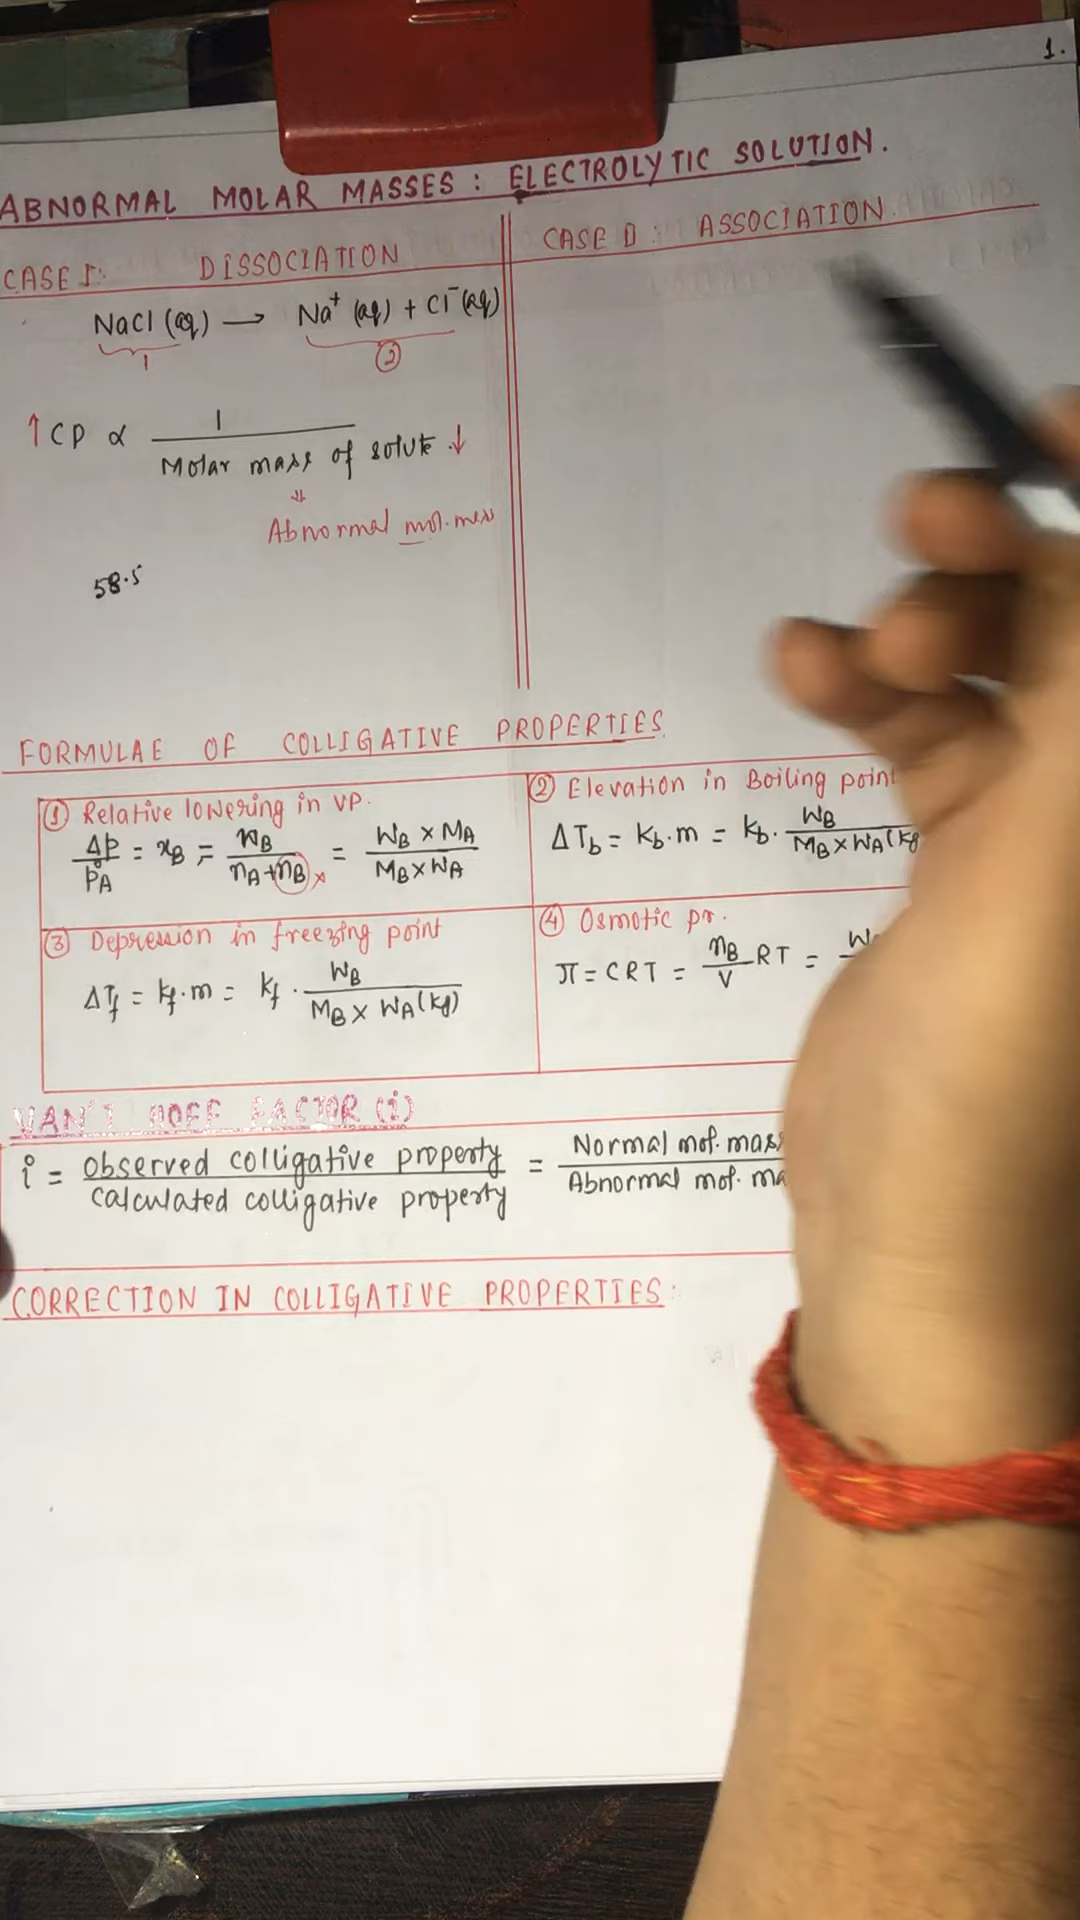 1.
ABNORMAL MOLAR MASSES : ELECTROLYTIC SOLUTION.
CASE I: DISSOCIATION
NaCl (aq) → Na⁺ (aq) + Cl⁻ (aq)
1 2
↑ CP ∝ 1 / Molar mass of solute ↓
⇓
Abnormal mol. mass
58.5
CASE II : ASSOCIATION
FORMULAE OF COLLIGATIVE PROPERTIES
① Relative lowering in VP.
Δp/p°A = xB = nB/(nA+nB) = (WB × MA)/(MB × WA)
② Elevation in Boiling point
ΔTb = Kb·m = Kb · WB/(MB × WA (kg
③ Depression in freezing point
ΔTf = Kf·m = Kf · WB/(MB × WA (kg))
④ Osmotic pr.
π = CRT = nB/V RT =
VAN'T HOFF FACTOR (i)
i = observed colligative property / calculated colligative property = Normal mol. mass / Abnormal mol. ma
CORRECTION IN COLLIGATIVE PROPERTIES :